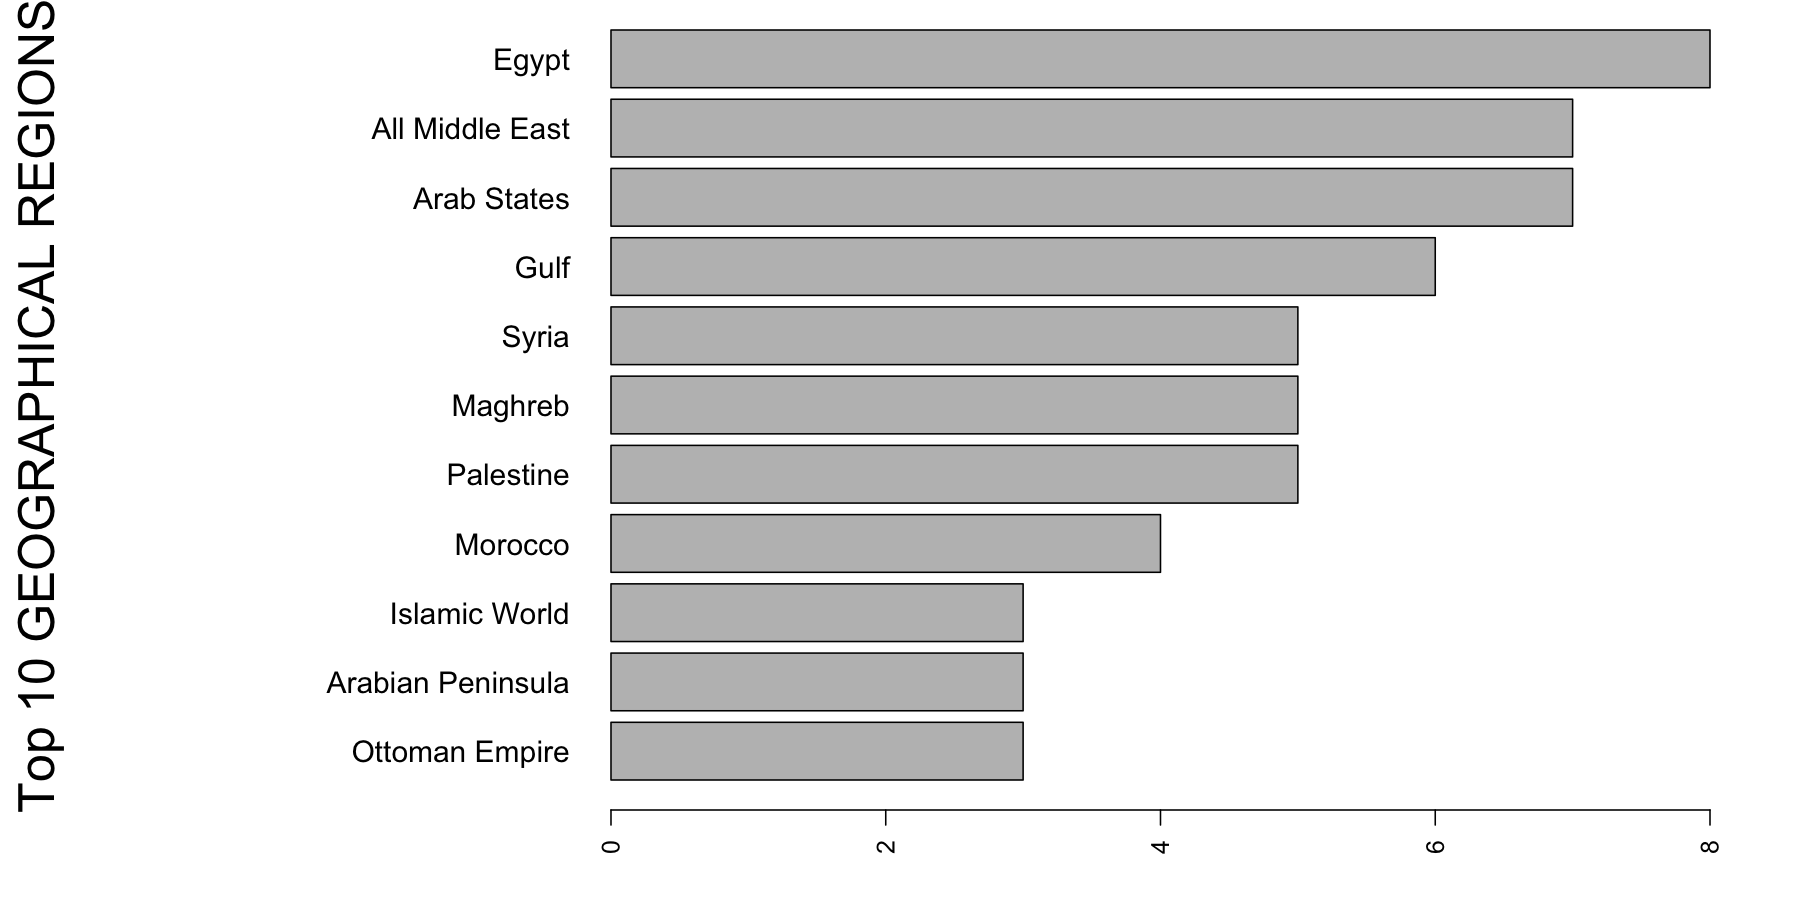 Top 10 GEOGRAPHICAL REGIONS
Egypt
All Middle East
Arab States
Gulf
Syria
Maghreb
Palestine
Morocco
Islamic World
Arabian Peninsula
Ottoman Empire
0 2 4 6 8